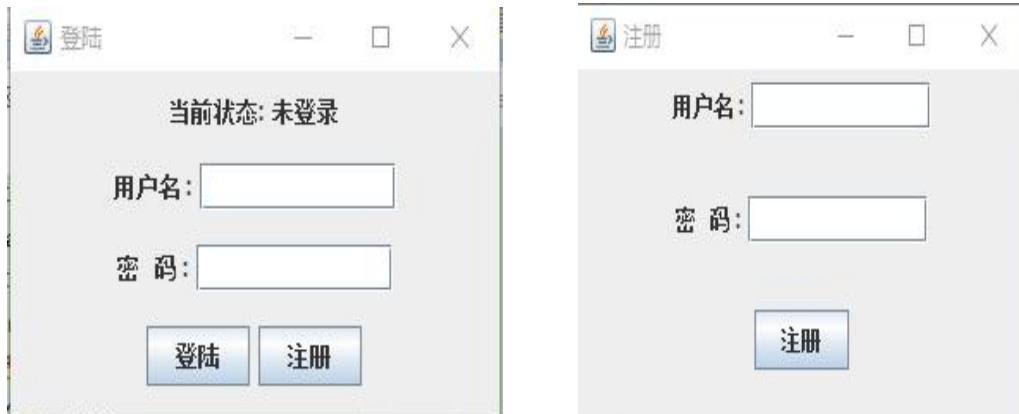 登陆
当前状态: 未登录
用户名:
密 码:
登陆 注册
注册
用户名:
密 码:
注册